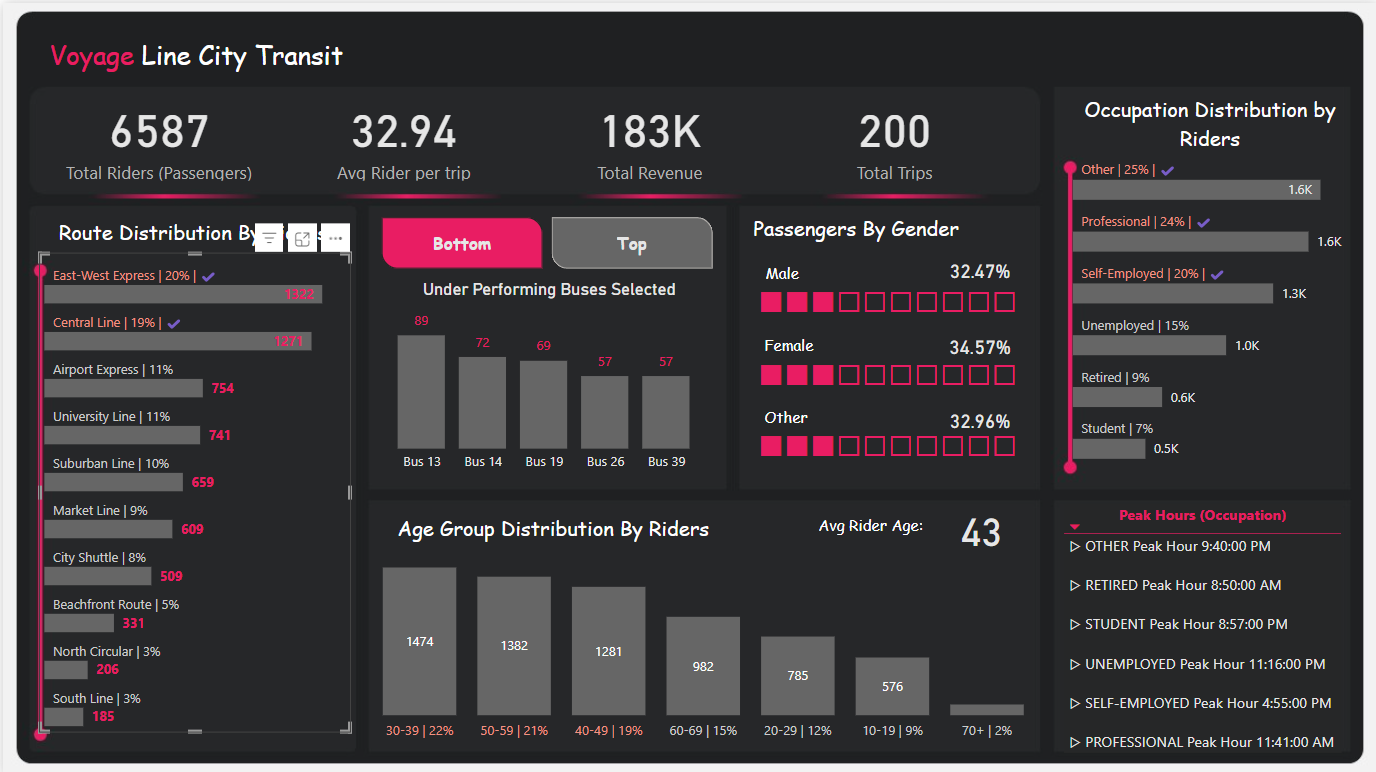 Voyage Line City Transit
6587
Total Riders (Passengers)
32.94
Avg Rider per trip
183K
Total Revenue
200
Total Trips
Route Distribution By
East-West Express | 20% | ✓
1322
Central Line | 19% | ✓
1271
Airport Express | 11%
754
University Line | 11%
741
Suburban Line | 10%
659
Market Line | 9%
609
City Shuttle | 8%
509
Beachfront Route | 5%
331
North Circular | 3%
206
South Line | 3%
185
Bottom
Top
Under Performing Buses Selected
89
72
69
57
57
Bus 13
Bus 14
Bus 19
Bus 26
Bus 39
Passengers By Gender
Male
32.47%
Female
34.57%
Other
32.96%
Age Group Distribution By Riders
Avg Rider Age:
43
1474
1382
1281
982
785
576
30-39 | 22%
50-59 | 21%
40-49 | 19%
60-69 | 15%
20-29 | 12%
10-19 | 9%
70+ | 2%
Occupation Distribution by
Riders
Other | 25% | ✓
1.6K
Professional | 24% | ✓
1.6K
Self-Employed | 20% | ✓
1.3K
Unemployed | 15%
1.0K
Retired | 9%
0.6K
Student | 7%
0.5K
Peak Hours (Occupation)
OTHER Peak Hour 9:40:00 PM
RETIRED Peak Hour 8:50:00 AM
STUDENT Peak Hour 8:57:00 PM
UNEMPLOYED Peak Hour 11:16:00 PM
SELF-EMPLOYED Peak Hour 4:55:00 PM
PROFESSIONAL Peak Hour 11:41:00 AM